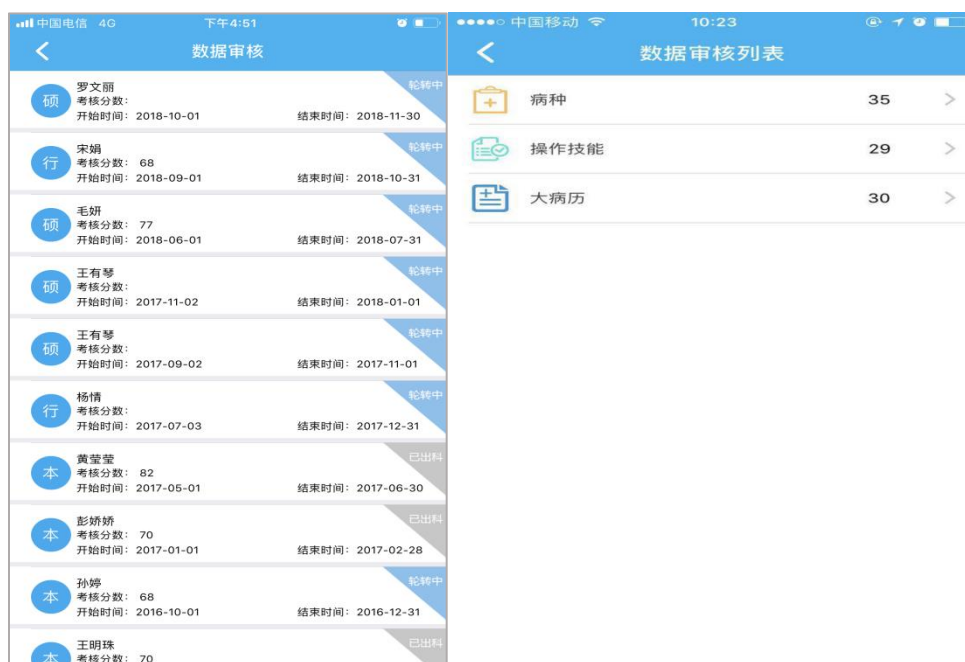 中国电信 4G 下午4:51
数据审核
轮转中
硕
罗文丽
考核分数:
开始时间: 2018-10-01 结束时间: 2018-11-30
轮转中
行
宋娟
考核分数: 68
开始时间: 2018-09-01 结束时间: 2018-10-31
轮转中
硕
毛妍
考核分数: 77
开始时间: 2018-06-01 结束时间: 2018-07-31
轮转中
硕
王有琴
考核分数:
开始时间: 2017-11-02 结束时间: 2018-01-01
轮转中
硕
王有琴
考核分数:
开始时间: 2017-09-02 结束时间: 2017-11-01
轮转中
行
杨情
考核分数:
开始时间: 2017-07-03 结束时间: 2017-12-31
已出科
本
黄莹莹
考核分数: 82
开始时间: 2017-05-01 结束时间: 2017-06-30
已出科
本
彭娇娇
考核分数: 70
开始时间: 2017-01-01 结束时间: 2017-02-28
轮转中
本
孙婷
考核分数: 68
开始时间: 2016-10-01 结束时间: 2016-12-31
已出科
本
王明珠
考核分数: 70
中国移动 10:23
数据审核列表
病种 35
操作技能 29
大病历 30